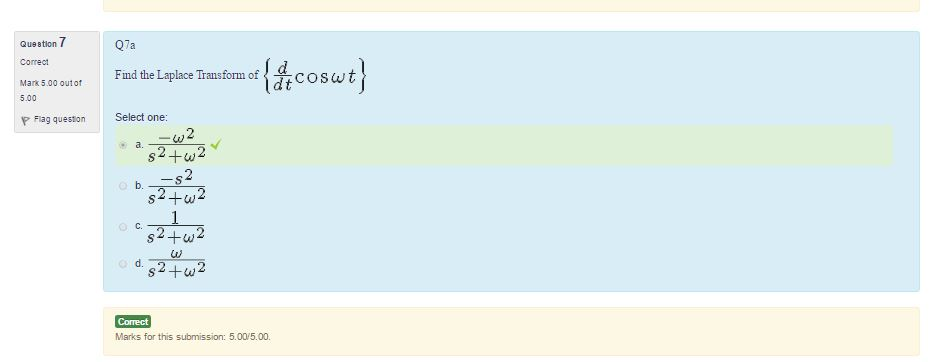 Question 7
Correct
Mark 5.00 out of
5.00
Flag question
Q7a
Find the Laplace Transform of {d/dt cosωt}
Select one:
a. −ω²/s²+ω²
b. −s²/s²+ω²
c. 1/s²+ω²
d. ω/s²+ω²
Correct
Marks for this submission: 5.00/5.00.